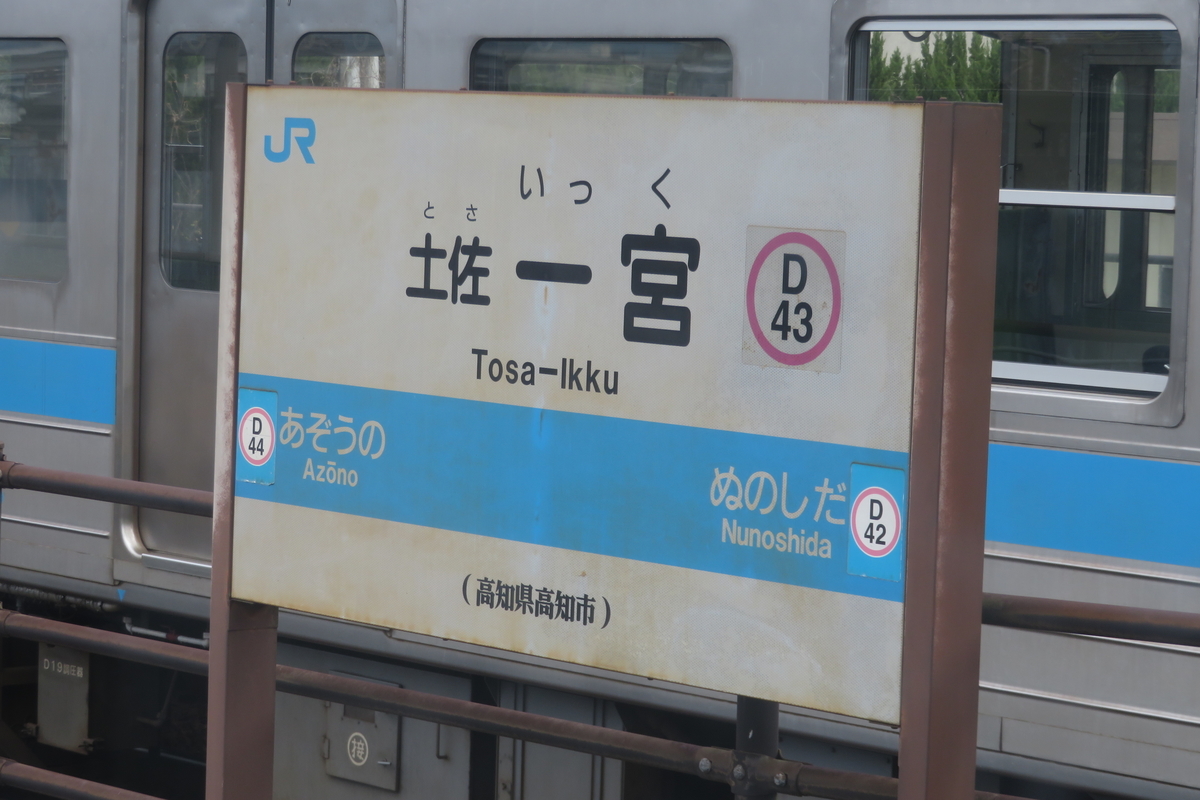 JR
いっく
とさ
土佐一宮
D
43
Tosa-Ikku
D
44
あぞうの
Azōno
ぬのしだ
Nunoshida
D
42
(高知県高知市)
接